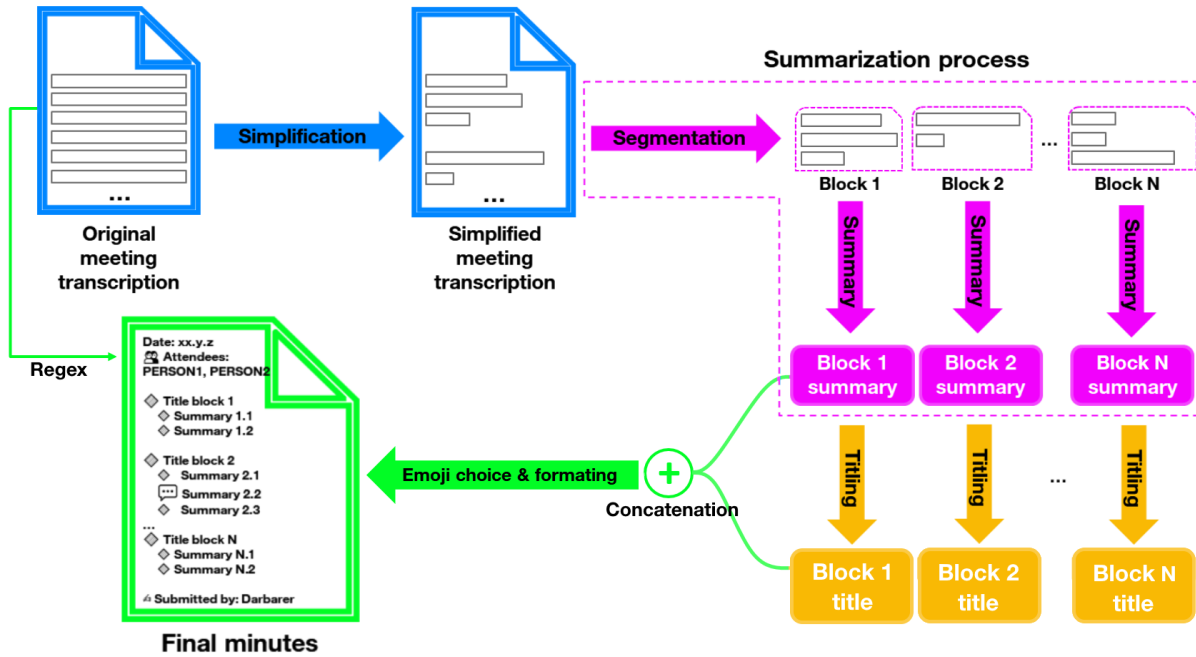 Summarization process
Simplification
Segmentation
...
...
...
Block 1
Block 2
Block N
Original
meeting
transcription
Simplified
meeting
transcription
Summary
Summary
Summary
Regex
Date: xx.y.z
Attendees:
PERSON1, PERSON2
Title block 1
Summary 1.1
Summary 1.2
Title block 2
Summary 2.1
Summary 2.2
Summary 2.3
...
Title block N
Summary N.1
Summary N.2
Submitted by: Darbarer
Final minutes
Block 1
summary
Block 2
summary
Block N
summary
Emoji choice & formating
+
Concatenation
Titling
Titling
...
Titling
Block 1
title
Block 2
title
Block N
title